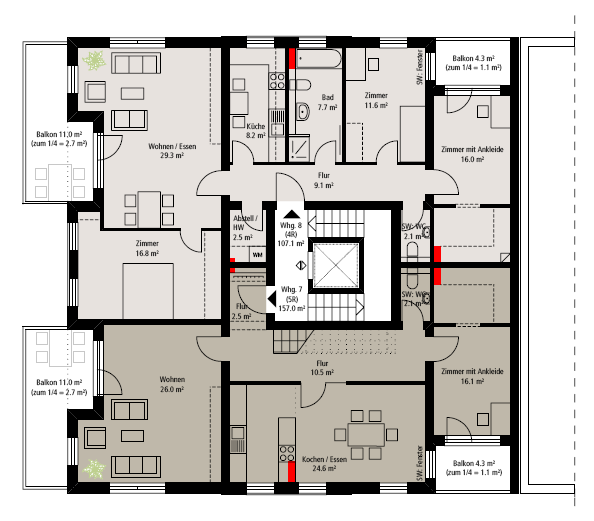 Balkon 4.3 m²
(zum 1/4 = 1.1 m²)
SW: Fenster
Zimmer
11.6 m²
Bad
7.7 m²
Küche
8.2 m²
Balkon 11.0 m²
(zum 1/4 = 2.7 m²)
Wohnen / Essen
29.3 m²
Zimmer mit Ankleide
16.0 m²
Flur
9.1 m²
Abstell /
HW
2.5 m²
WM
Whg. 8
(4R)
107.1 m²
SW: WC
2.1 m²
Zimmer
16.8 m²
Whg. 7
(5R)
157.0 m²
Flur
2.5 m²
SW: WC
2.1 m²
Balkon 11.0 m²
(zum 1/4 = 2.7 m²)
Wohnen
26.0 m²
Flur
10.5 m²
Zimmer mit Ankleide
16.1 m²
Kochen / Essen
24.6 m²
SW: Fenster
Balkon 4.3 m²
(zum 1/4 = 1.1 m²)